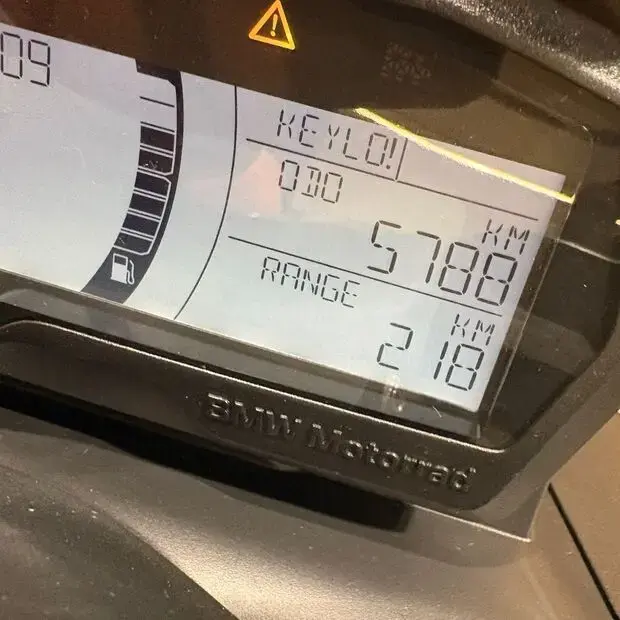 09
KEYLO!
ODO
KM
5788
RANGE
KM
218
BMW Motorrad